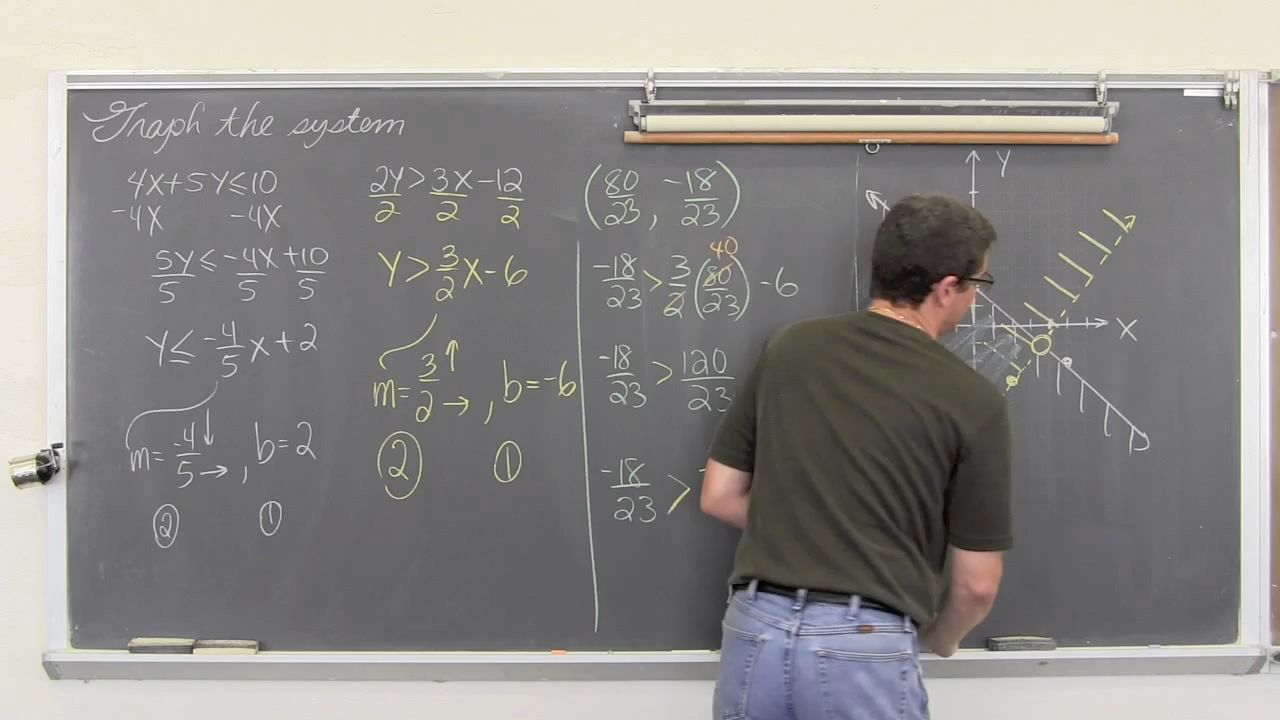 Graph the system
4X+5Y≤10
-4X -4X
5Y/5 ≤ -4X/5 + 10/5
Y ≤ -4/5 X + 2
m = -4/5 ↓→, b = 2
② ①
2Y/2 > 3X/2 - 12/2
Y > 3/2 X - 6
m = 3/2 ↑→, b = -6
② ①
(80/23, -18/23)
40
-18/23 > 3/2 (80/23) - 6
-18/23 > 120/23
-18/23 >
Y
X